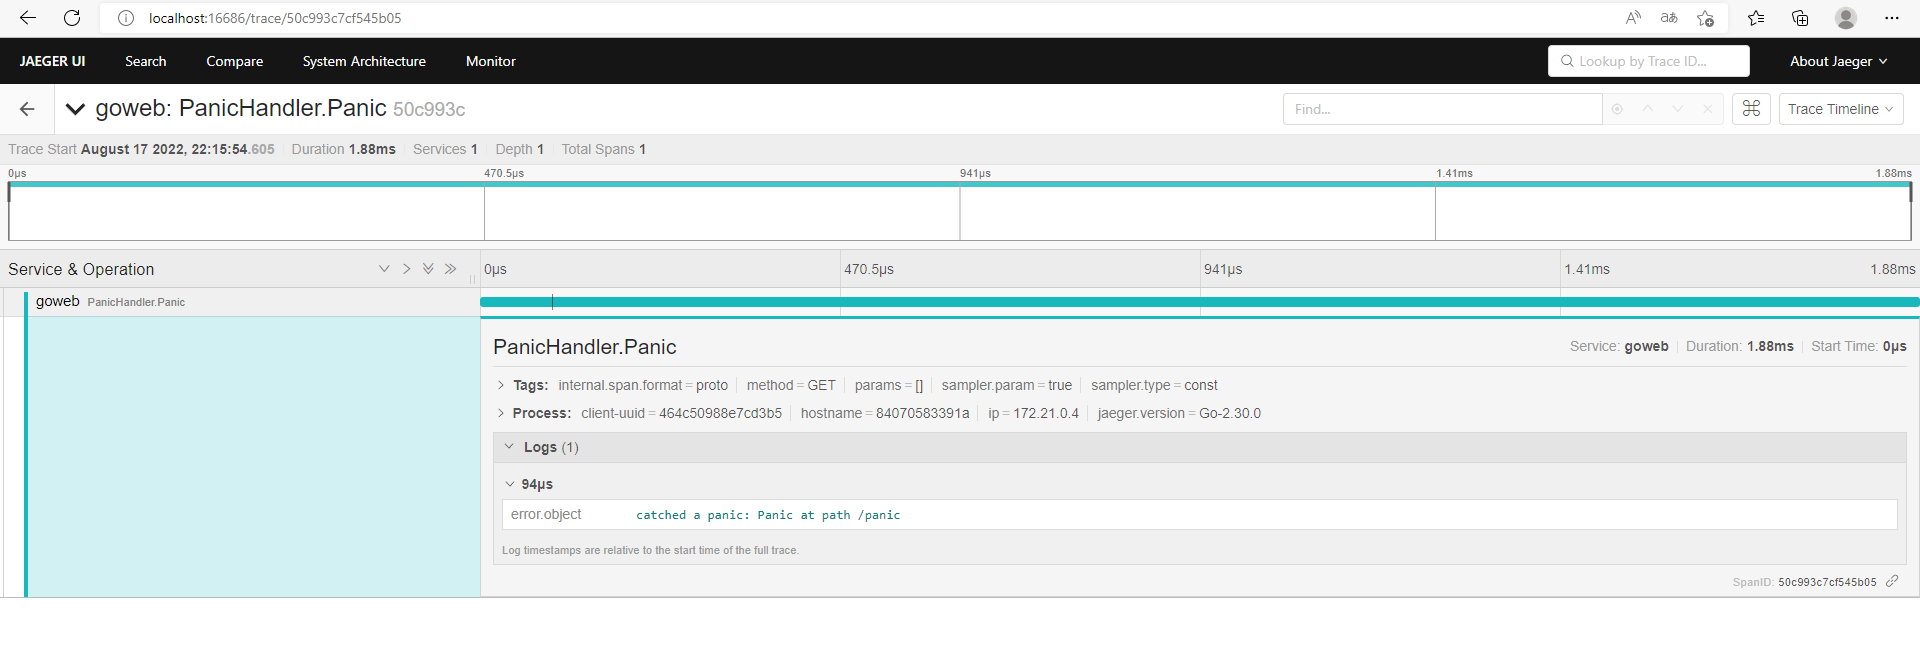 localhost:16686/trace/50c993c7cf545b05
JAEGER UI Search Compare System Architecture Monitor Lookup by Trace ID... About Jaeger
goweb: PanicHandler.Panic 50c993c Find... Trace Timeline
Trace Start August 17 2022, 22:15:54.605 Duration 1.88ms Services 1 Depth 1 Total Spans 1
0μs 470.5μs 941μs 1.41ms 1.88ms
Service & Operation 0μs 470.5μs 941μs 1.41ms 1.88ms
goweb PanicHandler.Panic
PanicHandler.Panic Service: goweb Duration: 1.88ms Start Time: 0μs
Tags: internal.span.format = proto method = GET params = [] sampler.param = true sampler.type = const
Process: client-uuid = 464c50988e7cd3b5 hostname = 84070583391a ip = 172.21.0.4 jaeger.version = Go-2.30.0
Logs (1)
94μs
error.object catched a panic: Panic at path /panic
Log timestamps are relative to the start time of the full trace.
SpanID: 50c993c7cf545b05